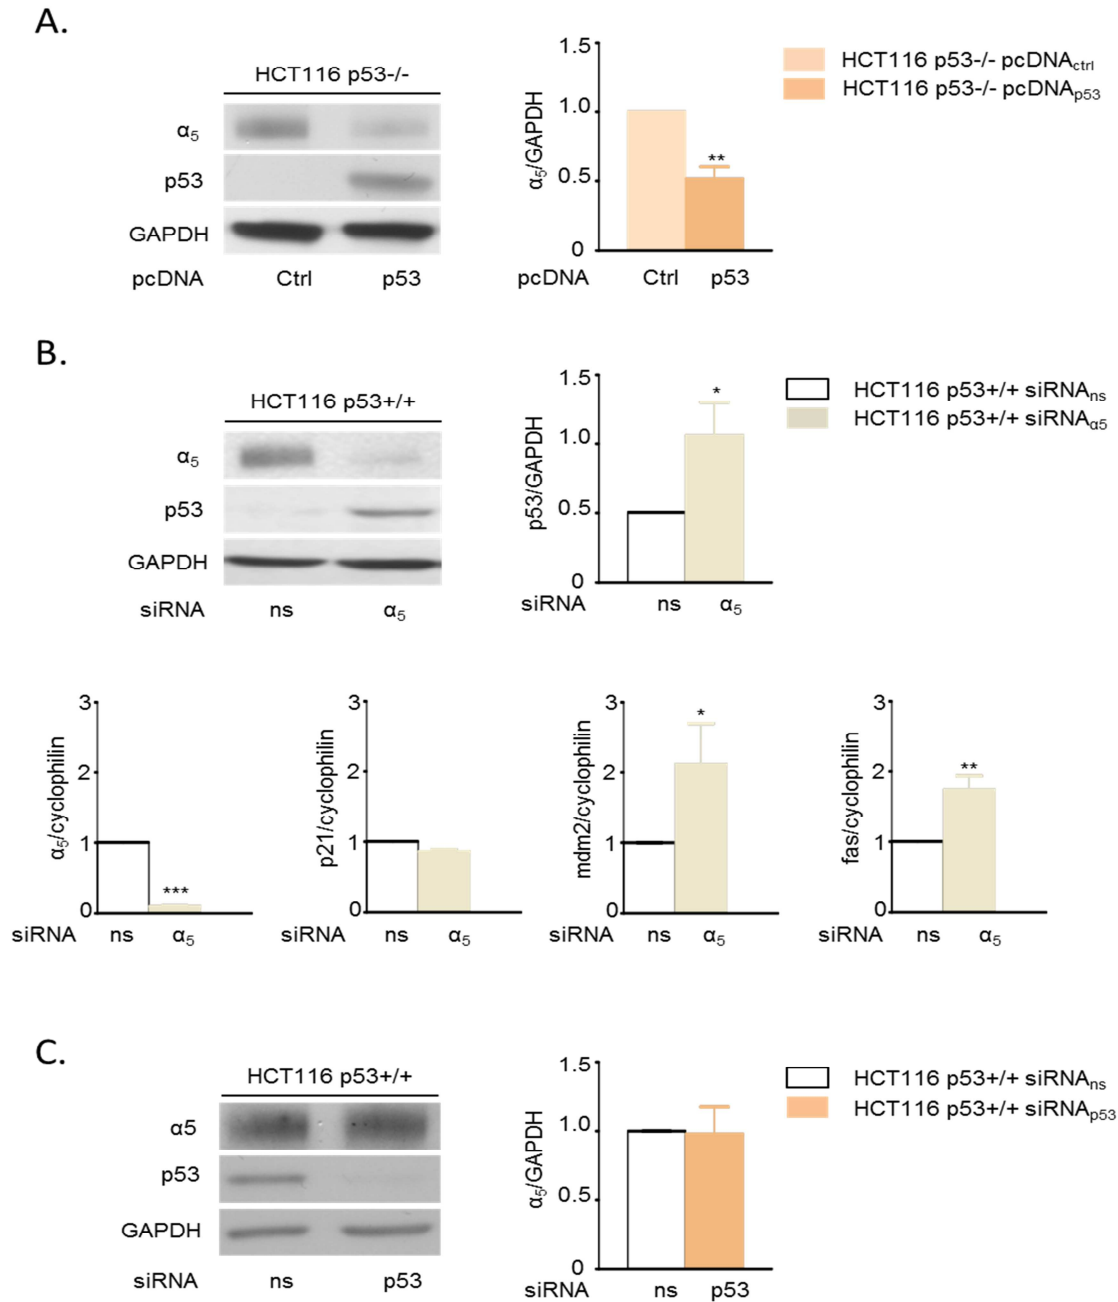 A.
HCT116 p53-/-
α₅
p53
GAPDH
pcDNA Ctrl p53
α₅/GAPDH
1.5
1.0
0.5
0
**
pcDNA Ctrl p53
HCT116 p53-/- pcDNActrl
HCT116 p53-/- pcDNAp53
B.
HCT116 p53+/+
α₅
p53
GAPDH
siRNA ns α₅
p53/GAPDH
1.5
1.0
0.5
0
*
siRNA ns α₅
HCT116 p53+/+ siRNAns
HCT116 p53+/+ siRNAα5
α₅/cyclophilin
3
2
1
0
***
siRNA ns α₅
p21/cyclophilin
3
2
1
0
siRNA ns α₅
mdm2/cyclophilin
3
2
1
0
*
siRNA ns α₅
fas/cyclophilin
3
2
1
0
**
siRNA ns α₅
C.
HCT116 p53+/+
α5
p53
GAPDH
siRNA ns p53
α₅/GAPDH
1.5
1.0
0.5
0
siRNA ns p53
HCT116 p53+/+ siRNAns
HCT116 p53+/+ siRNAp53